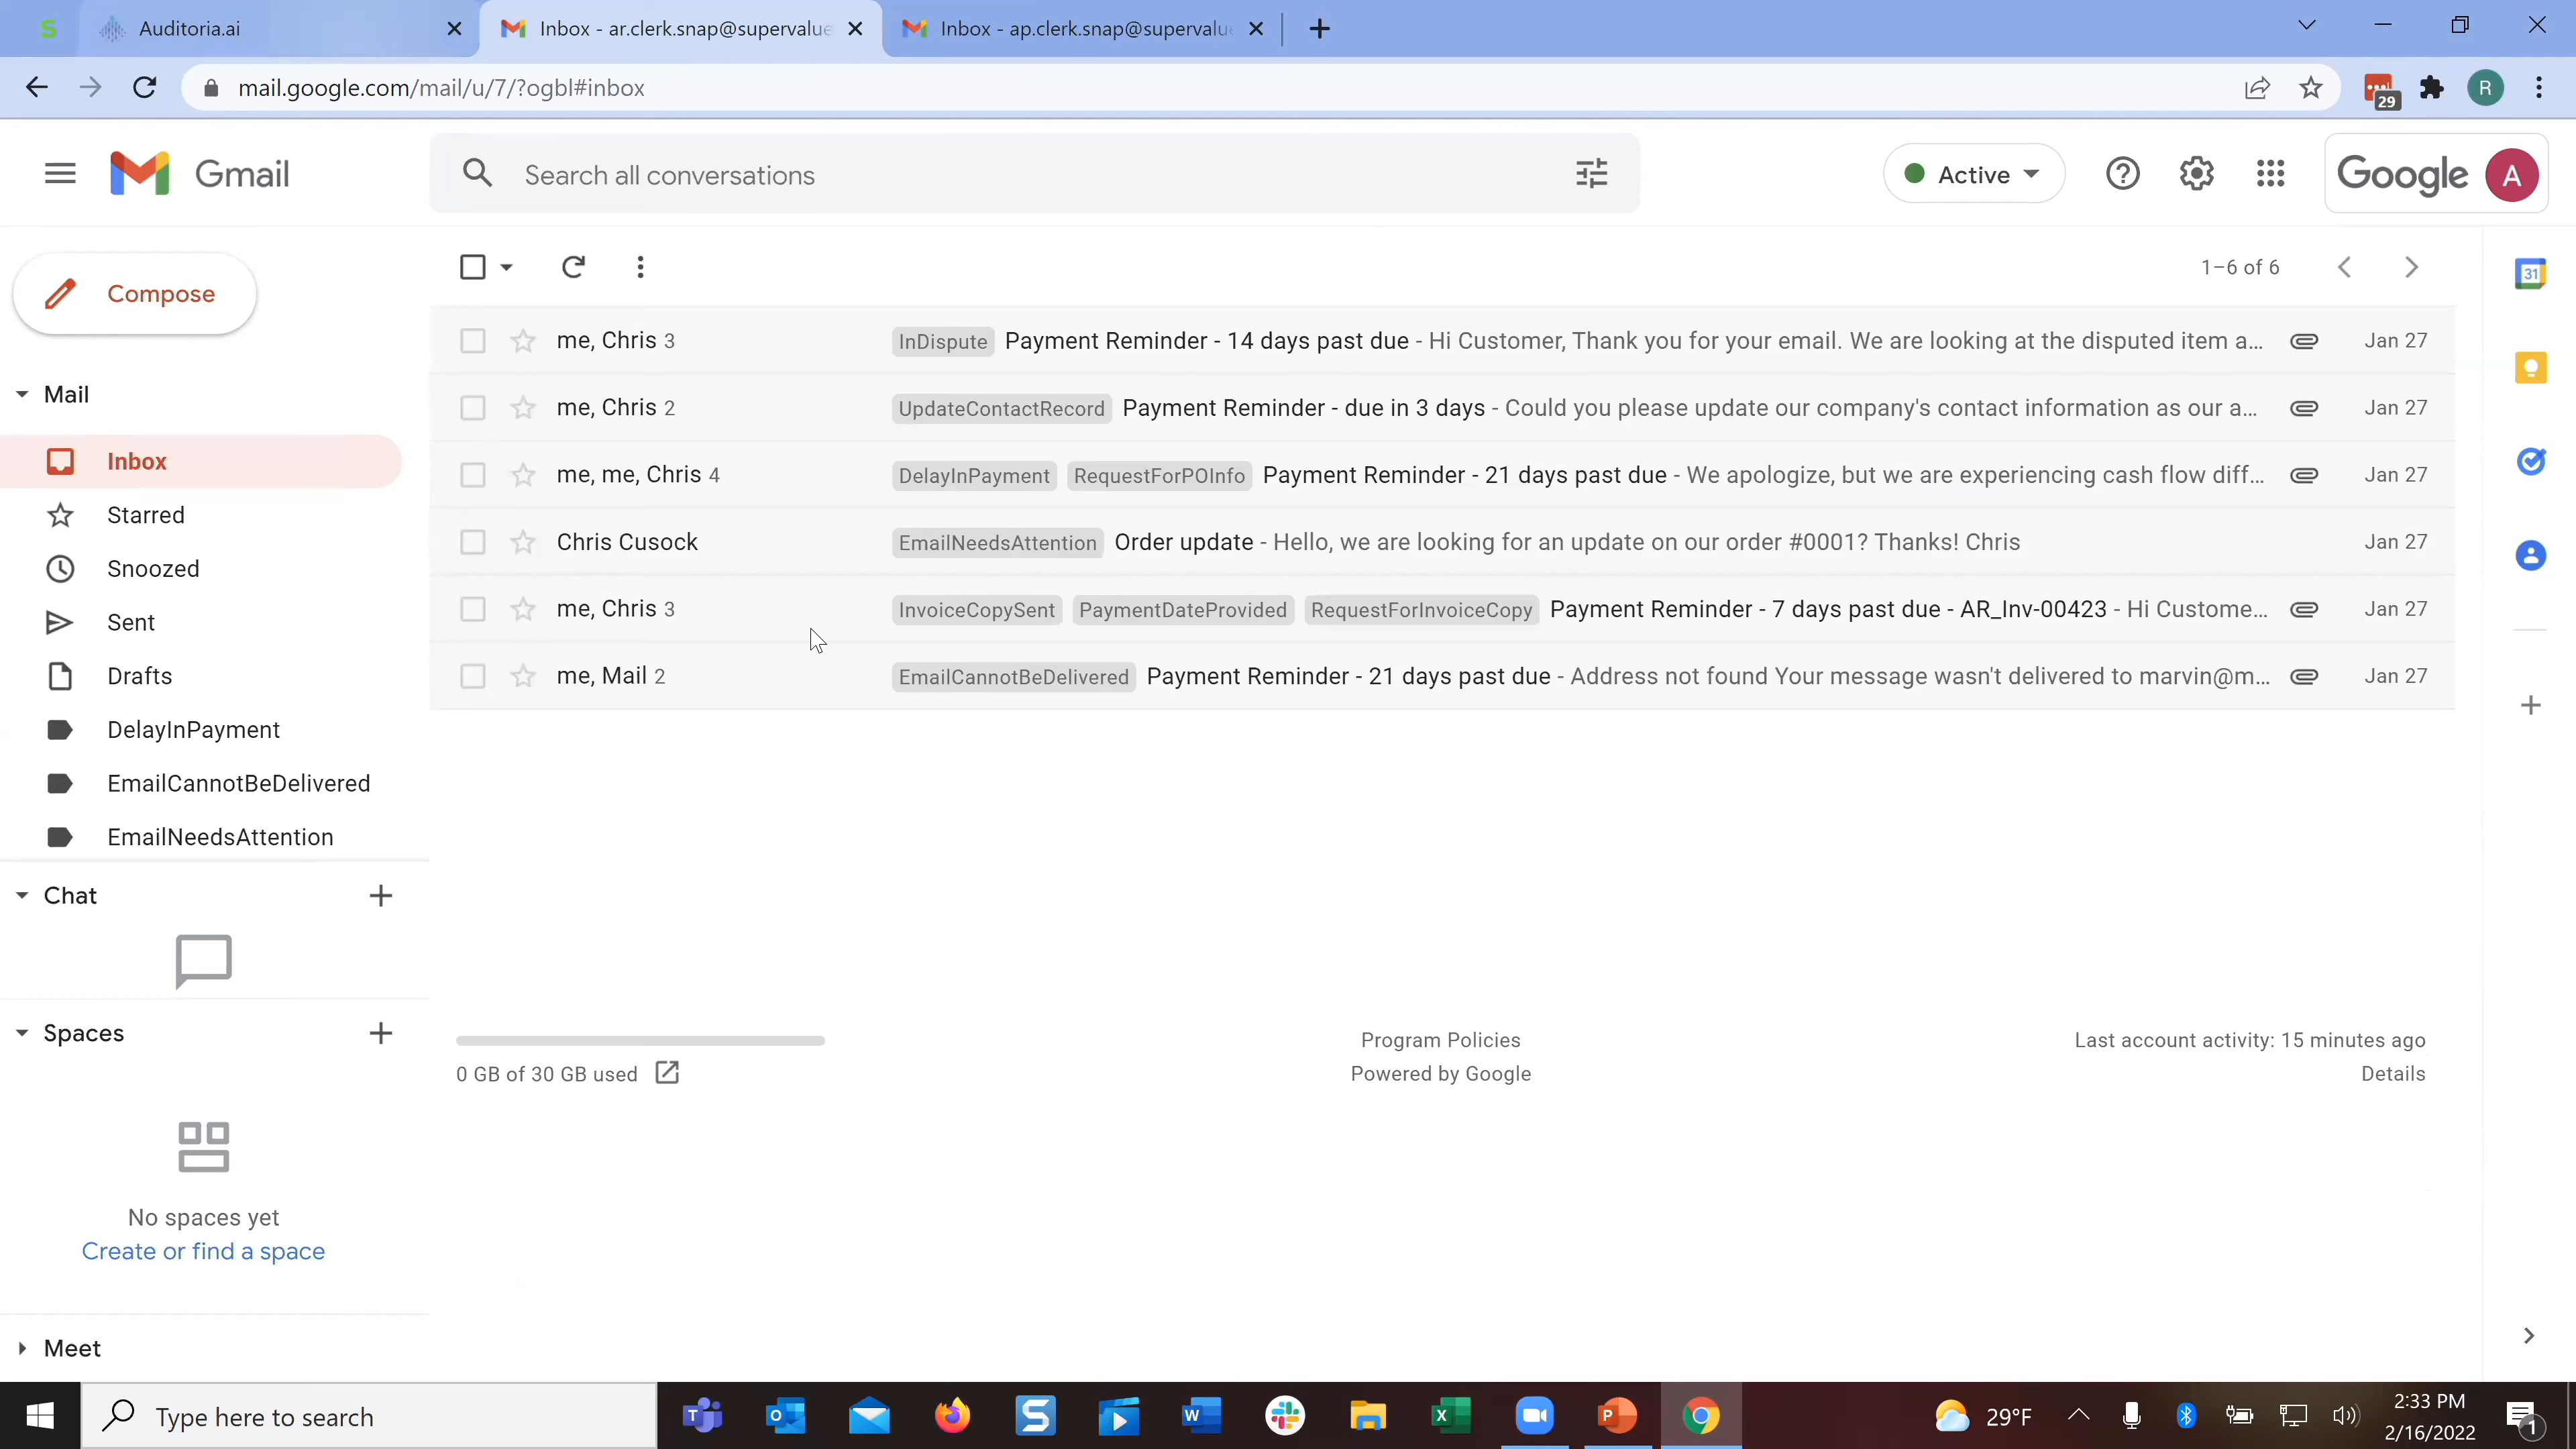 S
Auditoria.ai
Inbox - ar.clerk.snap@supervalue
Inbox - ap.clerk.snap@supervalu
mail.google.com/mail/u/7/?ogbl#inbox
29
R
Gmail
Search all conversations
Active
Google
A
Compose
1–6 of 6
31
me, Chris 3 InDispute Payment Reminder - 14 days past due - Hi Customer, Thank you for your email. We are looking at the disputed item a... Jan 27
Mail
me, Chris 2 UpdateContactRecord Payment Reminder - due in 3 days - Could you please update our company's contact information as our a... Jan 27
Inbox
me, me, Chris 4 DelayInPayment RequestForPOInfo Payment Reminder - 21 days past due - We apologize, but we are experiencing cash flow diff... Jan 27
Starred
Chris Cusock EmailNeedsAttention Order update - Hello, we are looking for an update on our order #0001? Thanks! Chris Jan 27
Snoozed
me, Chris 3 InvoiceCopySent PaymentDateProvided RequestForInvoiceCopy Payment Reminder - 7 days past due - AR_Inv-00423 - Hi Custome... Jan 27
Sent
me, Mail 2 EmailCannotBeDelivered Payment Reminder - 21 days past due - Address not found Your message wasn't delivered to marvin@m... Jan 27
Drafts
DelayInPayment
EmailCannotBeDelivered
EmailNeedsAttention
Chat
Spaces
0 GB of 30 GB used
Program Policies
Powered by Google
Last account activity: 15 minutes ago
Details
No spaces yet
Create or find a space
Meet
Type here to search
29°F
2:33 PM
2/16/2022
1